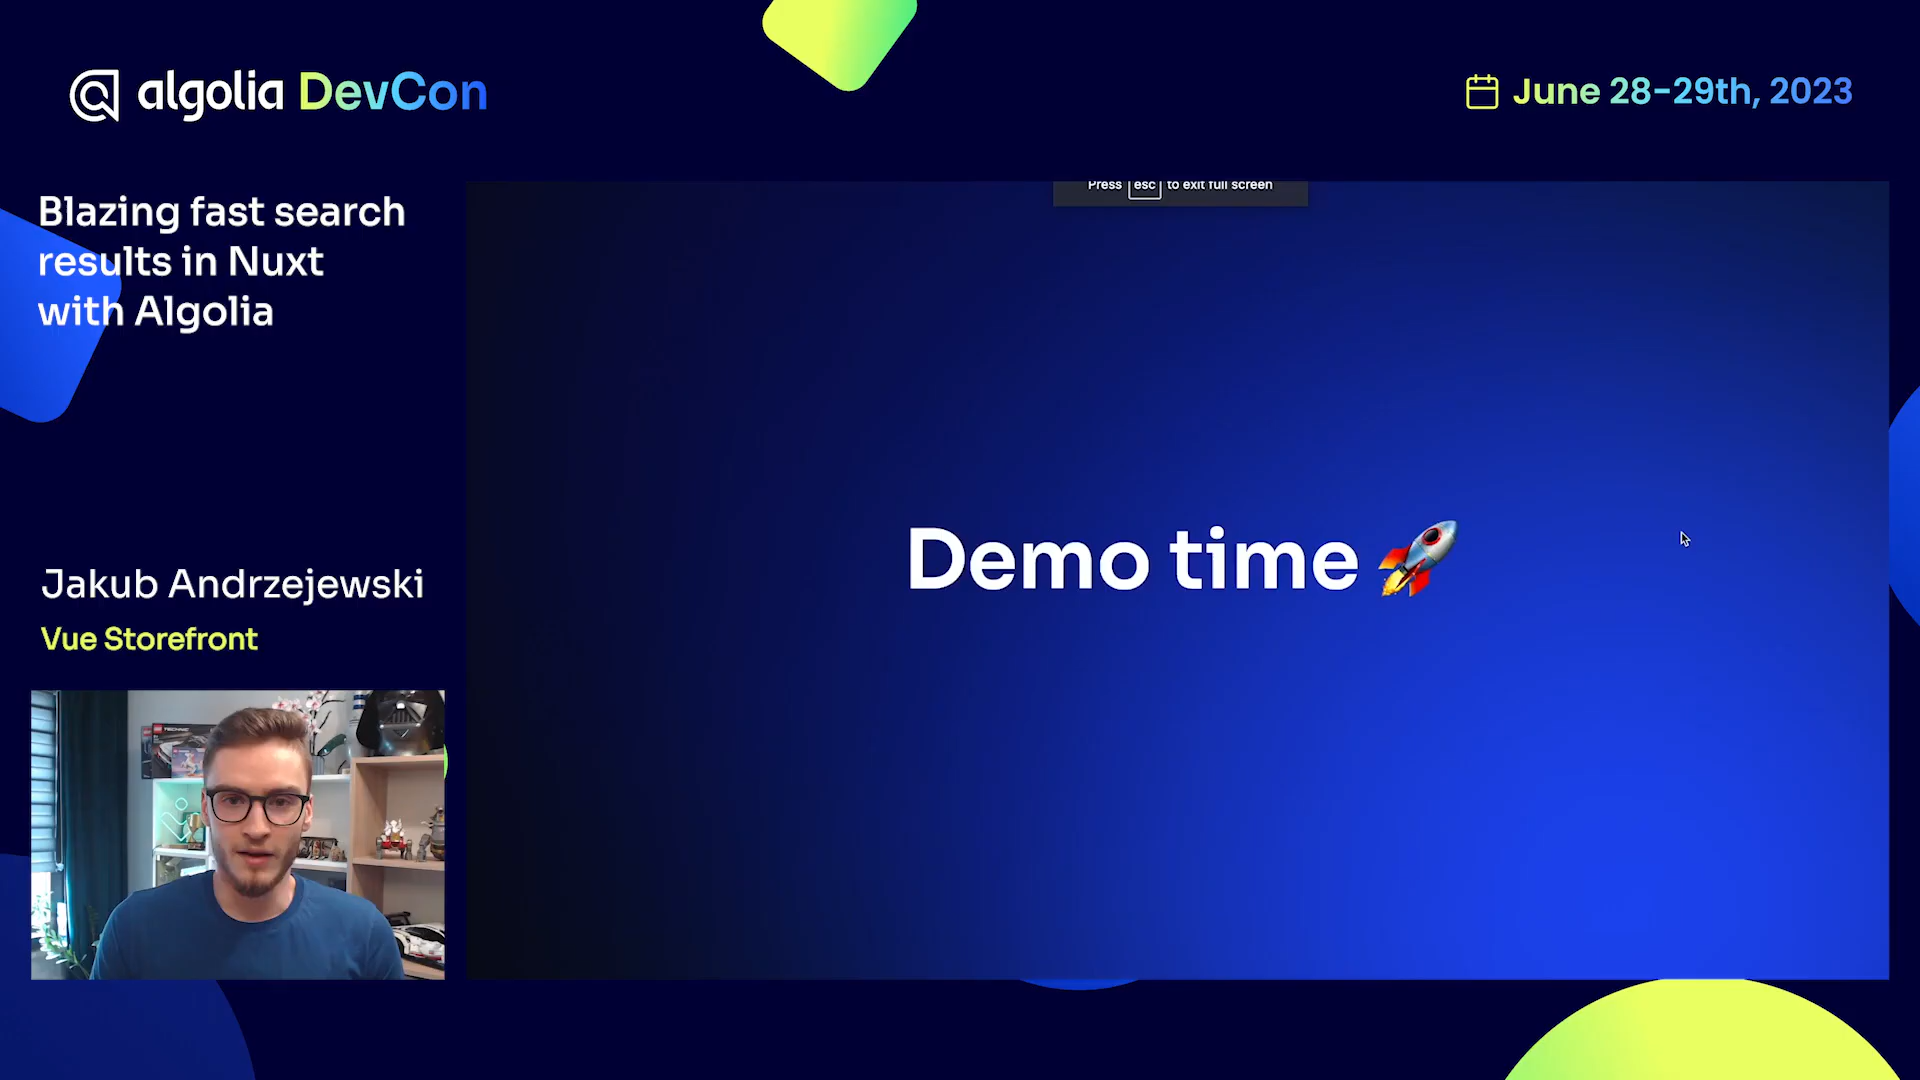 algolia DevCon
June 28-29th, 2023
Blazing fast search
results in Nuxt
with Algolia
Press esc to exit full screen
Demo time 🚀
Jakub Andrzejewski
Vue Storefront
TECHNIC